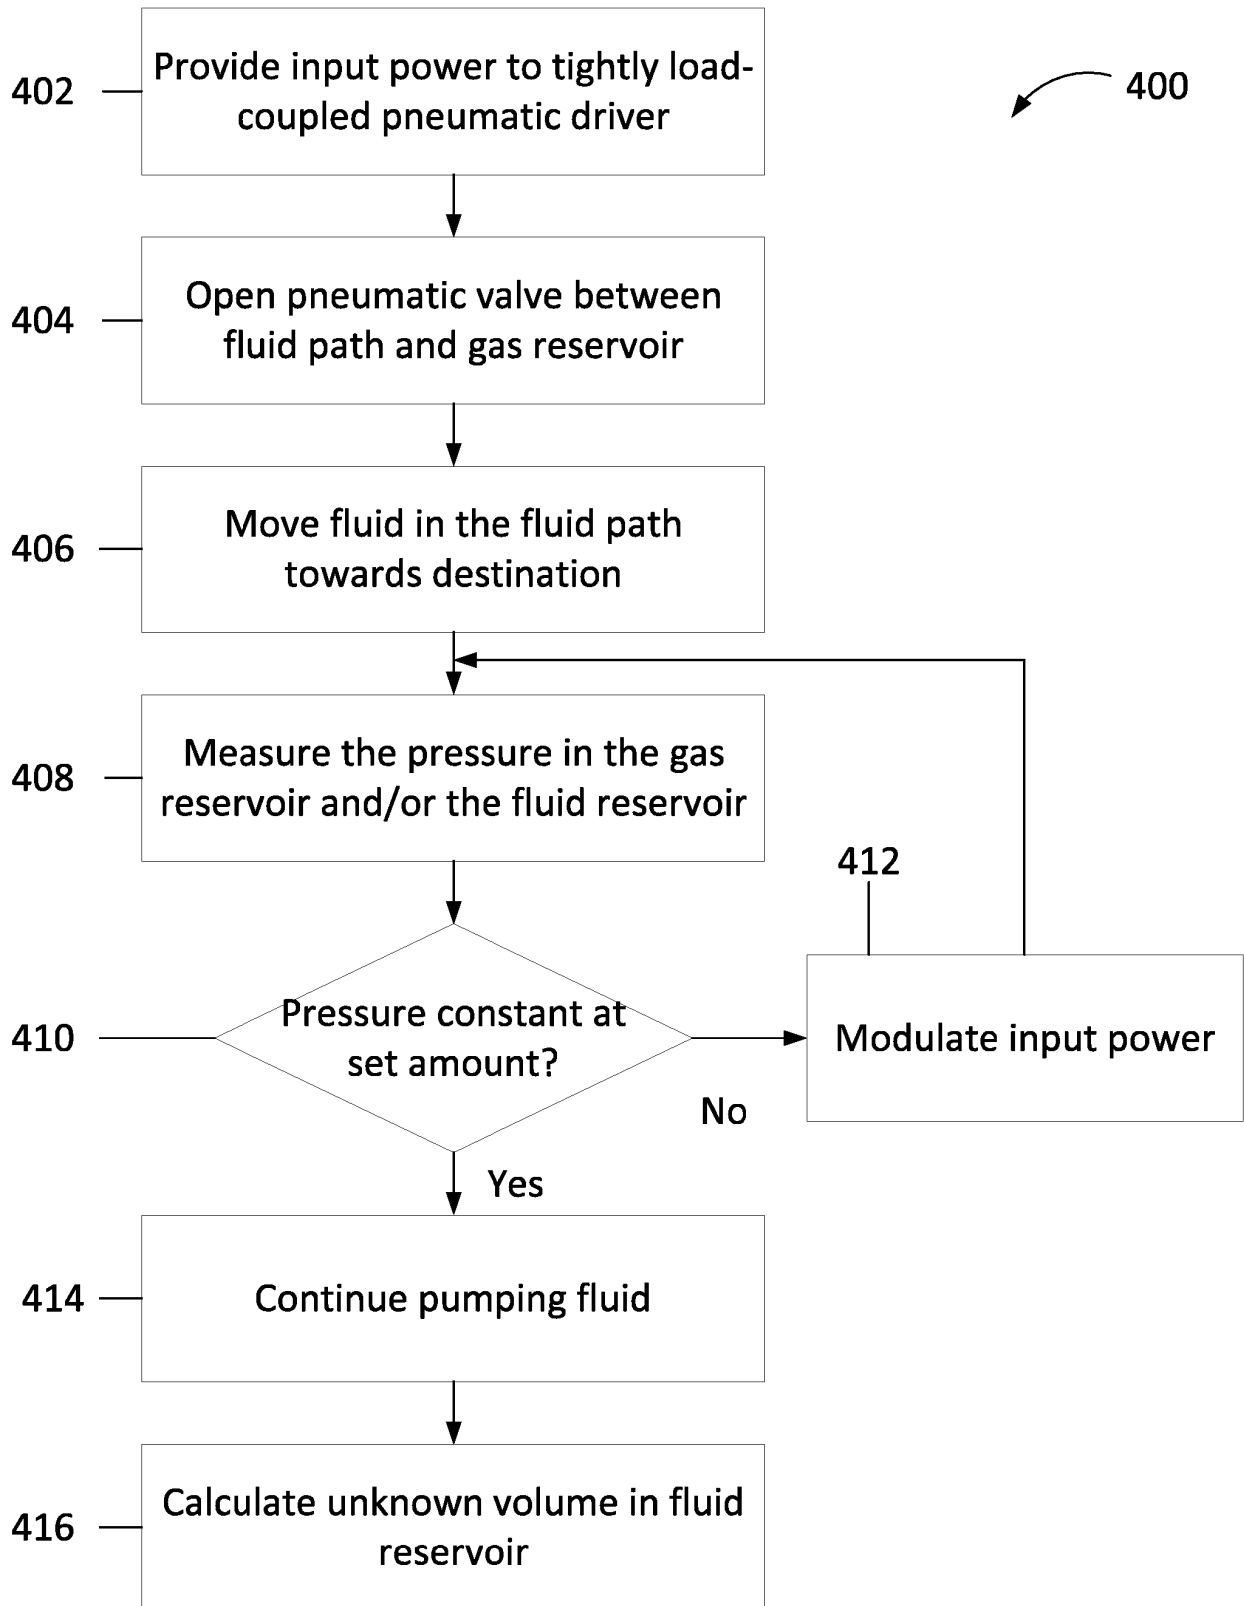 Provide input power to tightly load-
coupled pneumatic driver
402
400
Open pneumatic valve between
fluid path and gas reservoir
404
Move fluid in the fluid path
towards destination
406
Measure the pressure in the gas
reservoir and/or the fluid reservoir
408
412
Pressure constant at
set amount?
410
Modulate input power
No
Yes
Continue pumping fluid
414
Calculate unknown volume in fluid
reservoir
416